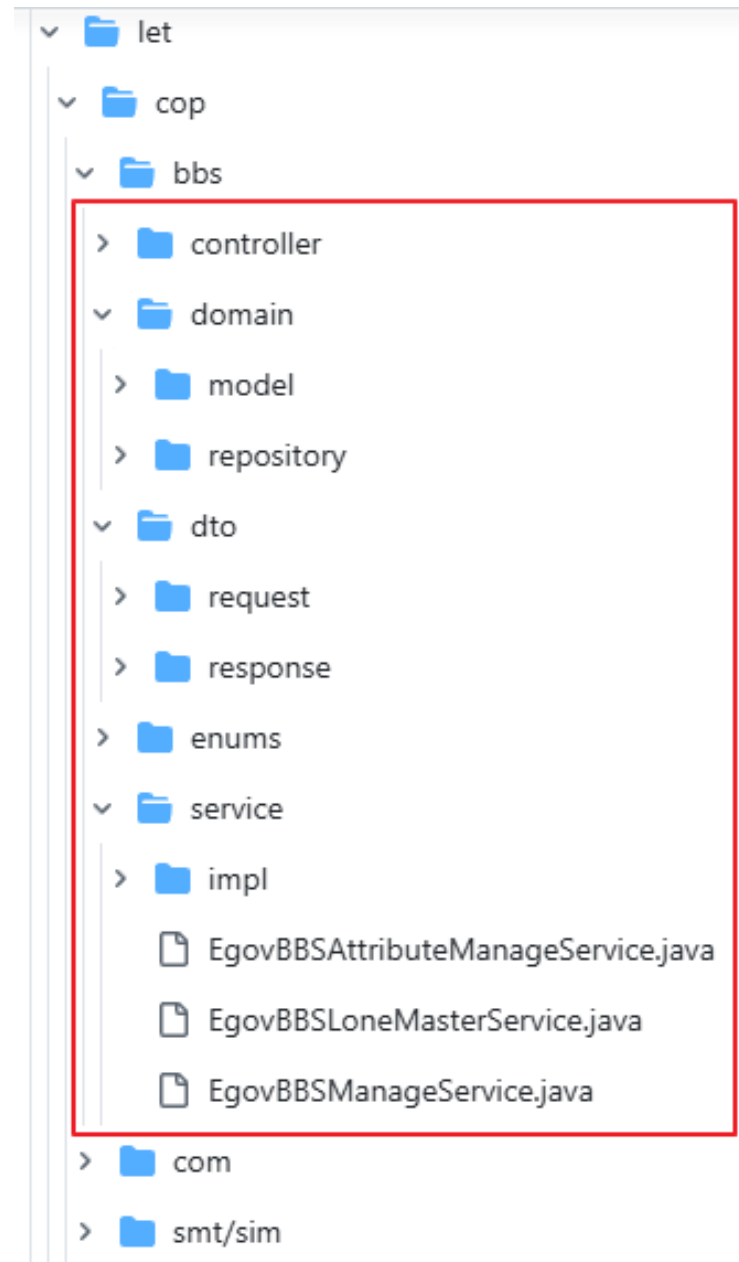 let
cop
bbs
controller
domain
model
repository
dto
request
response
enums
service
impl
EgovBBSAttributeManageService.java
EgovBBSLoneMasterService.java
EgovBBSManageService.java
com
smt/sim